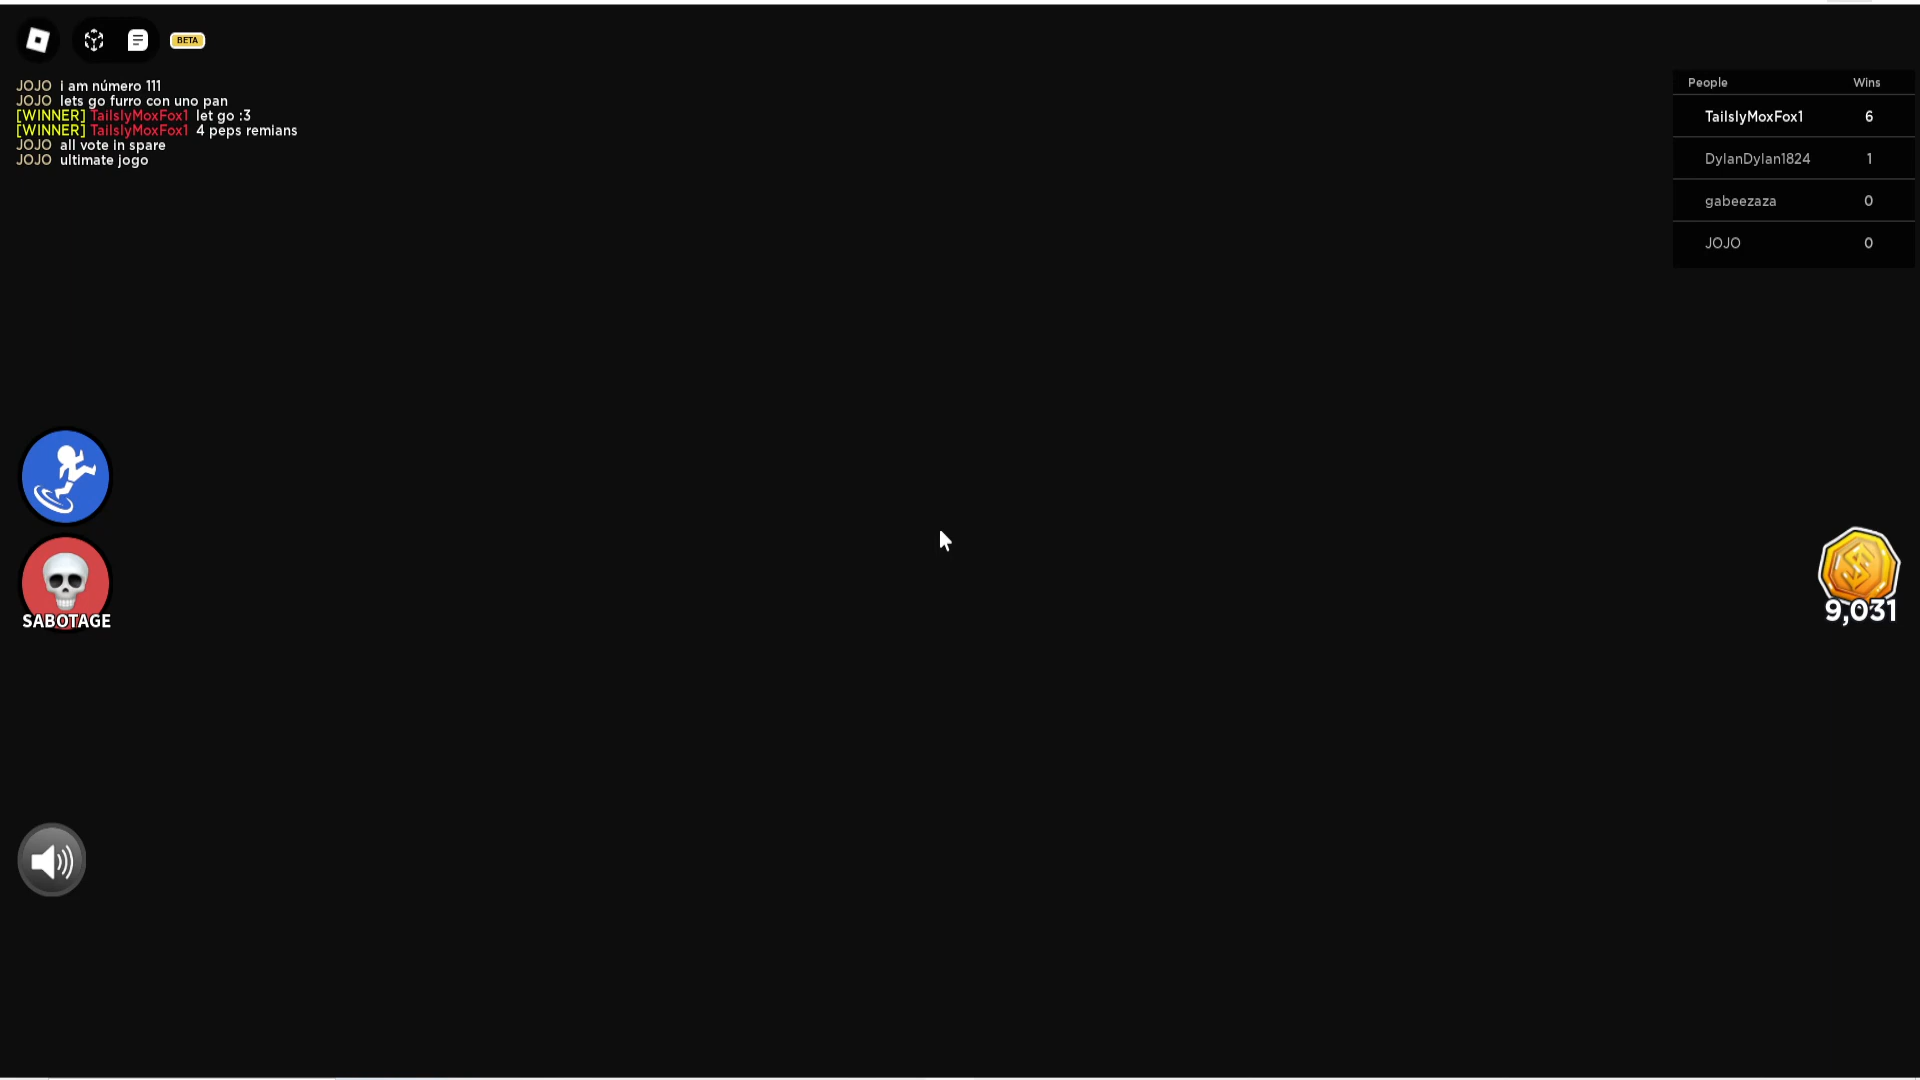 BETA
JOJO i am número 111
JOJO lets go furro con uno pan
[WINNER] TailslyMoxFox1 let go :3
[WINNER] TailslyMoxFox1 4 peps remians
JOJO all vote in spare
JOJO ultimate jogo
People Wins
TailslyMoxFox1 6
DylanDylan1824 1
gabeezaza 0
JOJO 0
SABOTAGE
9,031